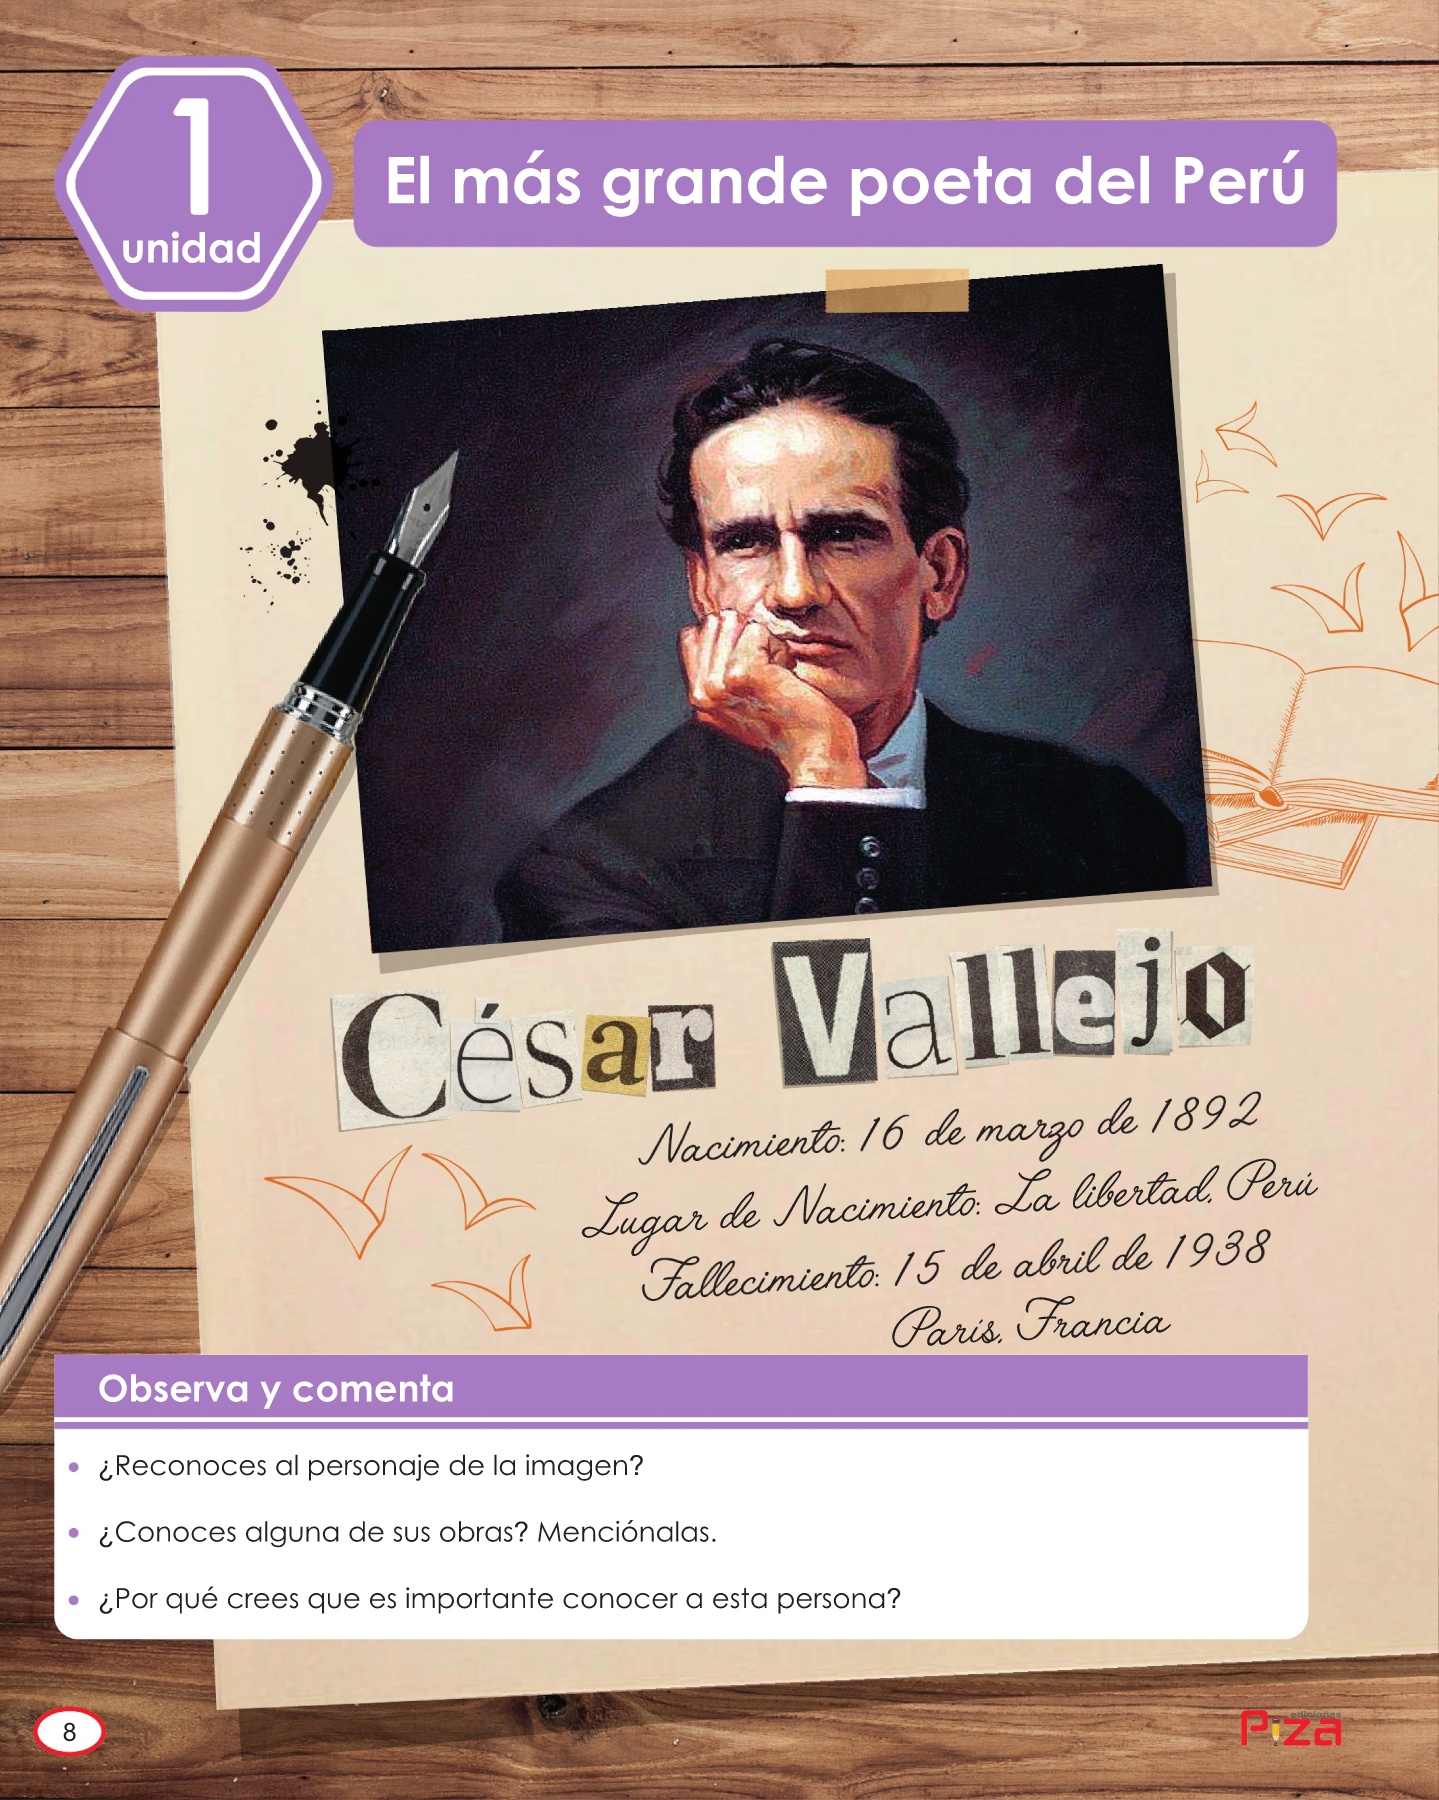 1
unidad
El más grande poeta del Perú
César Vallejo
Nacimiento: 16 de marzo de 1892
Lugar de Nacimiento: La libertad, Perú
Fallecimiento: 15 de abril de 1938
París, Francia
Observa y comenta
• ¿Reconoces al personaje de la imagen?
• ¿Conoces alguna de sus obras? Menciónalas.
• ¿Por qué crees que es importante conocer a esta persona?
8
ediciones
Piza